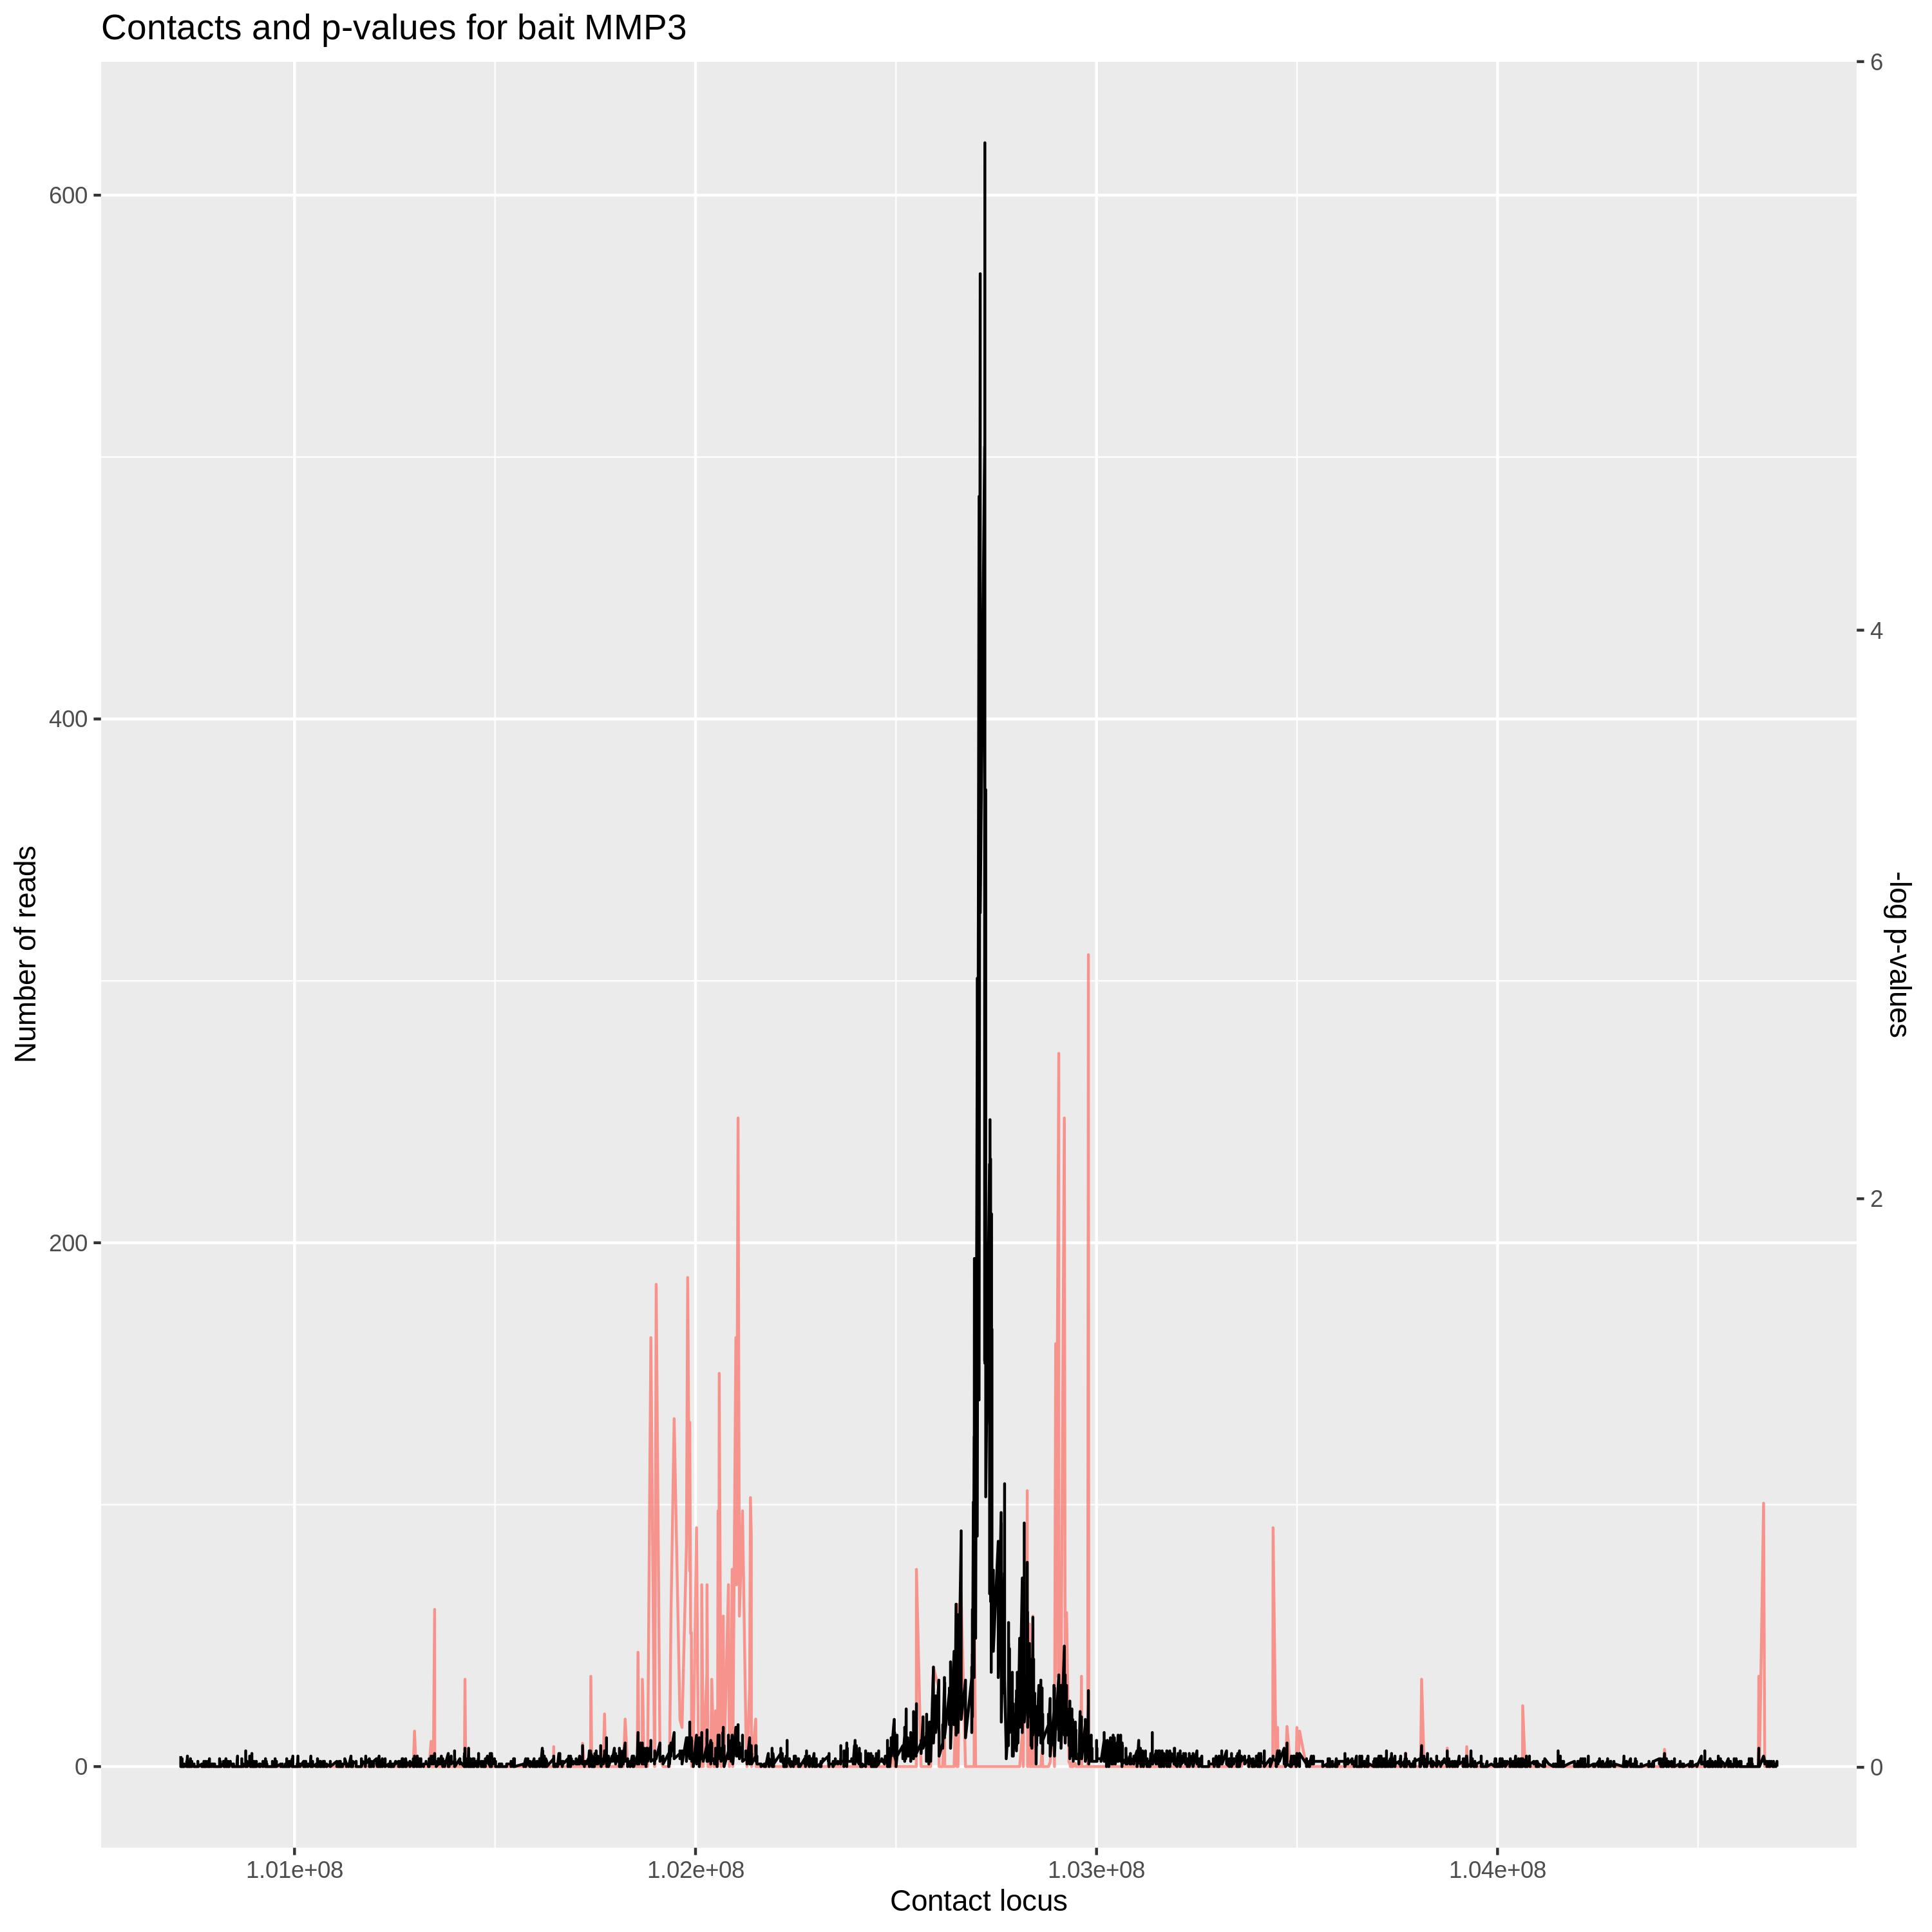 Contacts and p-values for bait MMP3
6
600
4
400
Number of reads
-log p-values
2
200
0
0
1.01e+08
1.02e+08
1.03e+08
1.04e+08
Contact locus